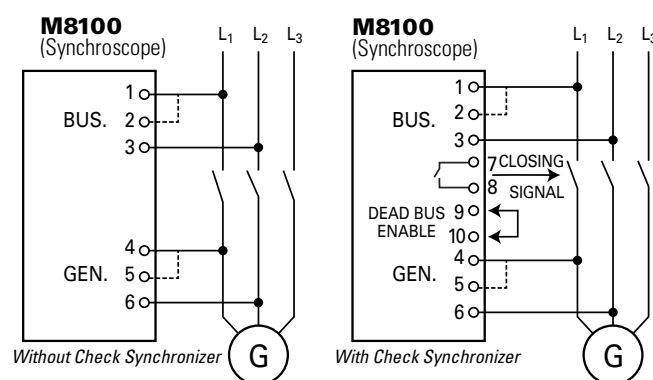 M8100
(Synchroscope)
L1 L2 L3
1
BUS. 2
3
4
GEN. 5
6
Without Check Synchronizer
G
M8100
(Synchroscope)
L1 L2 L3
1
BUS. 2
3
7 CLOSING
8 SIGNAL
DEAD BUS 9
ENABLE 10
4
GEN. 5
6
With Check Synchronizer
G